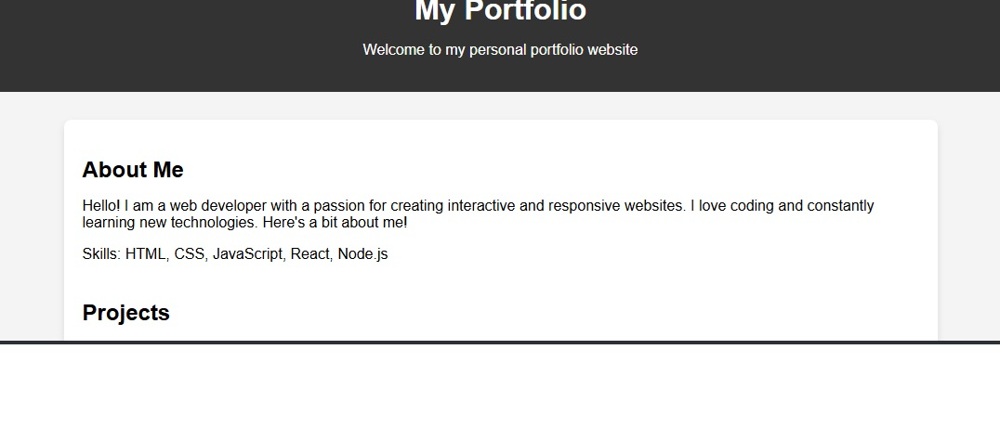 My Portfolio
Welcome to my personal portfolio website
About Me
Hello! I am a web developer with a passion for creating interactive and responsive websites. I love coding and constantly
learning new technologies. Here's a bit about me!
Skills: HTML, CSS, JavaScript, React, Node.js
Projects